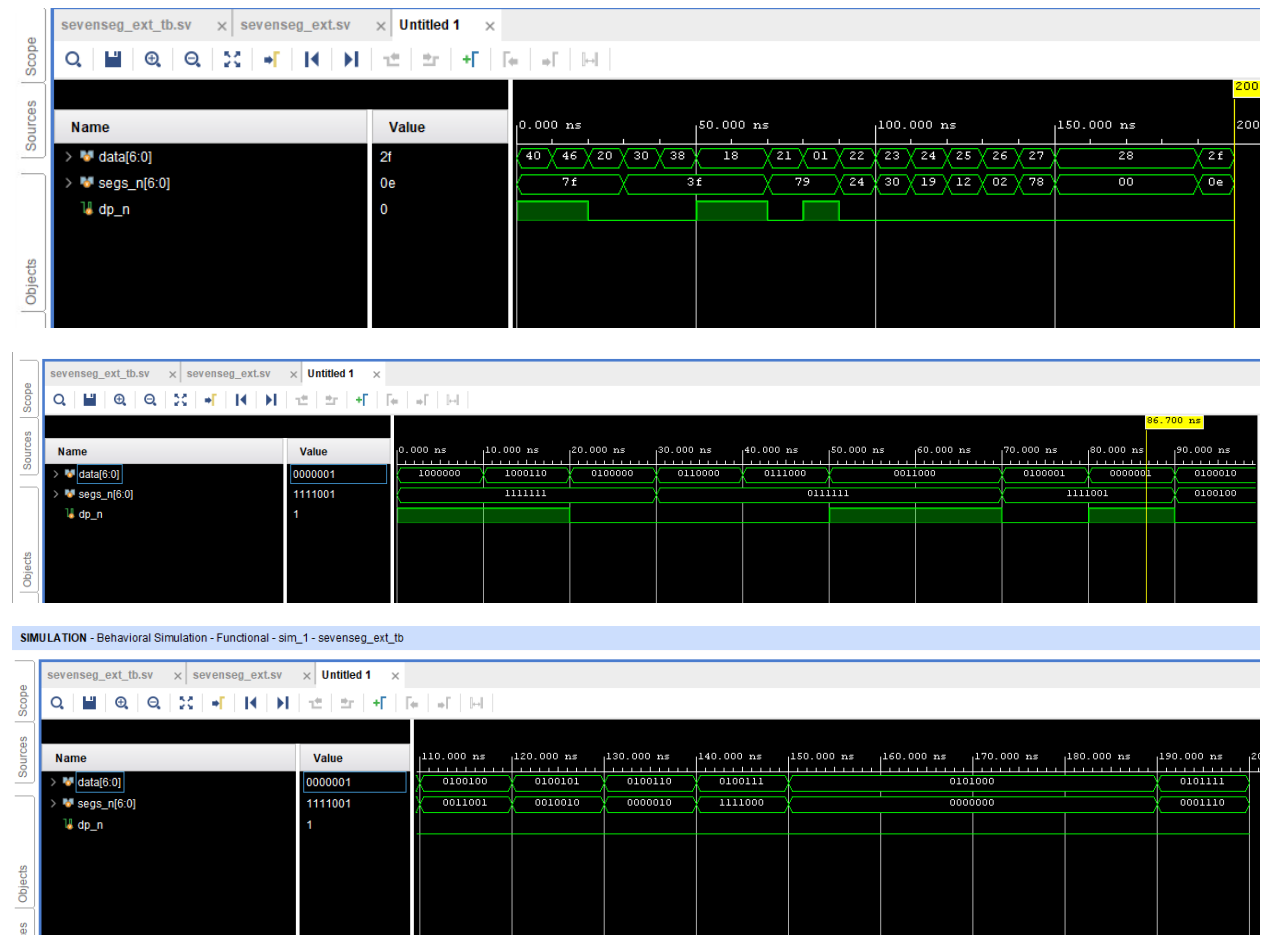 sevenseg_ext_tb.sv × sevenseg_ext.sv × Untitled 1 ×
Scope
Sources
Objects
200
Name Value 0.000 ns 50.000 ns 100.000 ns 150.000 ns 200
data[6:0] 2f 40 46 20 30 38 18 21 01 22 23 24 25 26 27 28 2f
segs_n[6:0] 0e 7f 3f 79 24 30 19 12 02 78 00 0e
dp_n 0
sevenseg_ext_tb.sv × sevenseg_ext.sv × Untitled 1 ×
Scope
Sources
Objects
86.700 ns
Name Value 0.000 ns 10.000 ns 20.000 ns 30.000 ns 40.000 ns 50.000 ns 60.000 ns 70.000 ns 80.000 ns 90.000 ns
data[6:0] 0000001 1000000 1000110 0100000 0110000 0111000 0011000 0100001 0000001 0100010
segs_n[6:0] 1111001 1111111 0111111 1111001 0100100
dp_n 1
SIMULATION - Behavioral Simulation - Functional - sim_1 - sevenseg_ext_tb
sevenseg_ext_tb.sv × sevenseg_ext.sv × Untitled 1 ×
Scope
Sources
Objects
es
Name Value 110.000 ns 120.000 ns 130.000 ns 140.000 ns 150.000 ns 160.000 ns 170.000 ns 180.000 ns 190.000 ns 20
data[6:0] 0000001 0100100 0100101 0100110 0100111 0101000 0101111
segs_n[6:0] 1111001 0011001 0010010 0000010 1111000 0000000 0001110
dp_n 1